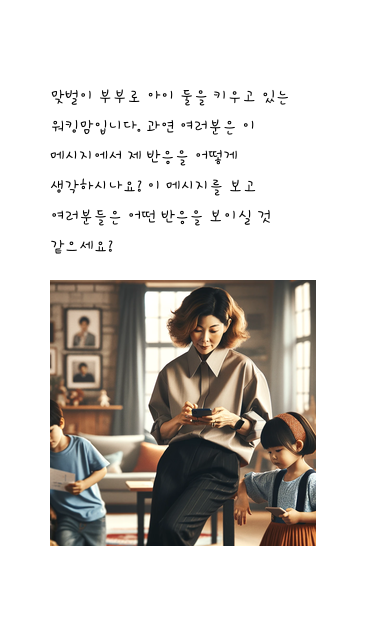 맞벌이 부부로 아이 둘을 키우고 있는
워킹맘입니다. 과연 여러분은 이
메시지에서 제 반응을 어떻게
생각하시나요? 이 메시지를 보고
여러분들은 어떤 반응을 보이실 것
같으세요?